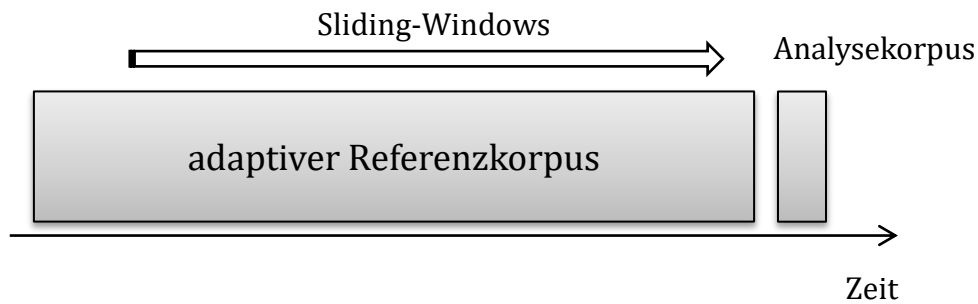 Sliding-Windows
Analysekorpus
adaptiver Referenzkorpus
Zeit